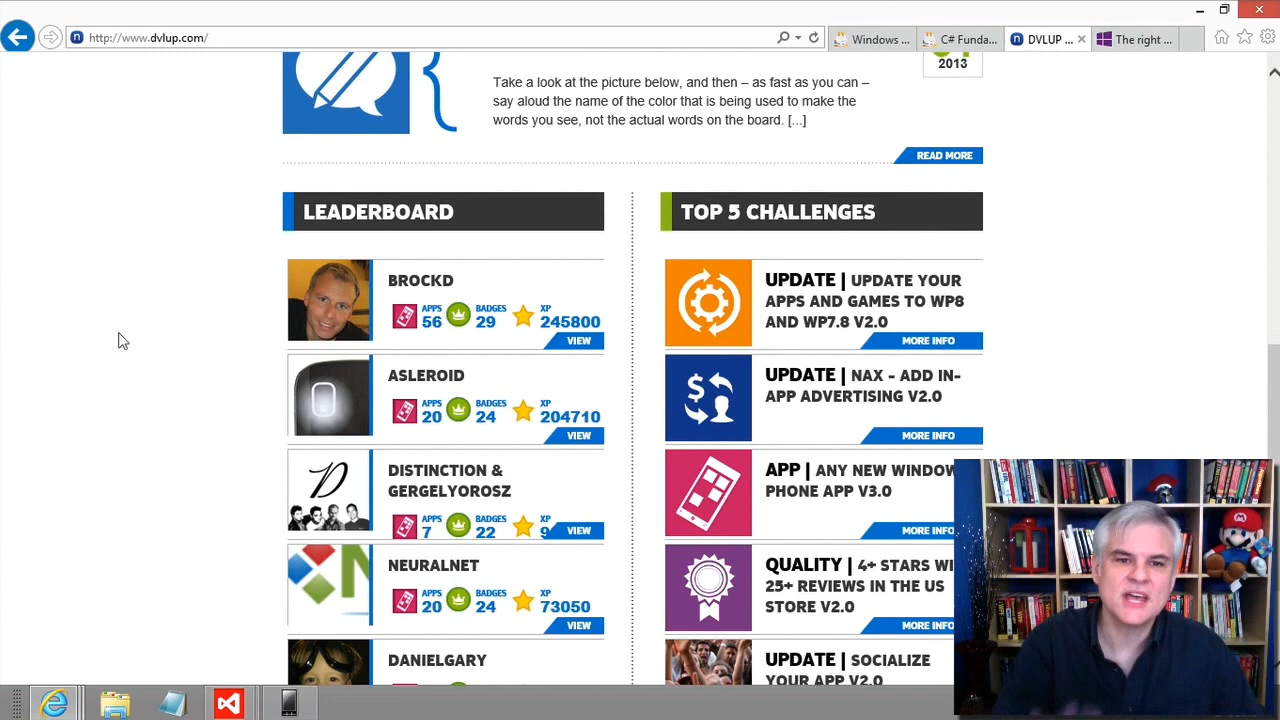 http://www.dvlup.com/
Windows ...
C# Funda...
DVLUP ...
The right ...
2013
Take a look at the picture below, and then – as fast as you can –
say aloud the name of the color that is being used to make the
words you see, not the actual words on the board. [...]
READ MORE
LEADERBOARD
BROCKD
APPS 56 BADGES 29 XP 245800
VIEW
ASLEROID
APPS 20 BADGES 24 XP 204710
VIEW
DISTINCTION &
GERGELYOROSZ
APPS 7 BADGES 22 XP 9
VIEW
NEURALNET
APPS 20 BADGES 24 XP 73050
VIEW
DANIELGARY
TOP 5 CHALLENGES
UPDATE | UPDATE YOUR
APPS AND GAMES TO WP8
AND WP7.8 V2.0
MORE INFO
UPDATE | NAX - ADD IN-
APP ADVERTISING V2.0
MORE INFO
APP | ANY NEW WINDOW
PHONE APP V3.0
MORE INFO
QUALITY | 4+ STARS WI
25+ REVIEWS IN THE US
STORE V2.0
MORE INFO
UPDATE | SOCIALIZE
YOUR APP V2.0